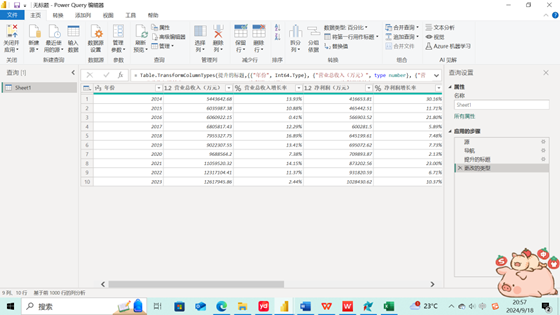 无标题 - Power Query 编辑器
文件 主页 转换 添加列 视图 工具 帮助
关闭并应用 新建源 最近使用的源 输入数据 数据源设置 管理参数 刷新预览 属性 高级编辑器 管理 选择列 删除列 保留行 删除行 拆分列 分组依据 数据类型: 百分比 将第一行用作标题 替换值 合并查询 追加查询 合并文件 文本分析 视觉 Azure 机器学习
关闭 新建查询 数据源 参数 查询 管理列 减少行 排序 转换 组合 AI 见解
查询 [1]
Sheet1
= Table.TransformColumnTypes(提升的标题,{{"年份", Int64.Type}, {"营业总收入（万元）", type number}, {"营
年份 营业总收入（万元） 营业总收入增长率 净利润（万元） 净利润增长率
1 2014 5443642.68 13.93% 416653.81 30.16%
2 2015 6035987.38 10.88% 465442.51 11.71%
3 2016 6060922.15 0.41% 566903.52 21.80%
4 2017 6805817.43 12.29% 600281.5 5.89%
5 2018 7955327.75 16.89% 645199.61 7.48%
6 2019 9022307.55 13.41% 695072.62 7.73%
7 2020 9688564.2 7.38% 709893.87 2.13%
8 2021 11059520.32 14.15% 873202.56 23.00%
9 2022 12317104.41 11.37% 931820.59 6.71%
10 2023 12617945.86 2.44% 1028430.62 10.37%
查询设置
属性
名称
Sheet1
所有属性
应用的步骤
源
导航
提升的标题
更改的类型
5 列、10 行 基于前 1000 行的列分析
搜索
23°C
20:57
2024/9/18